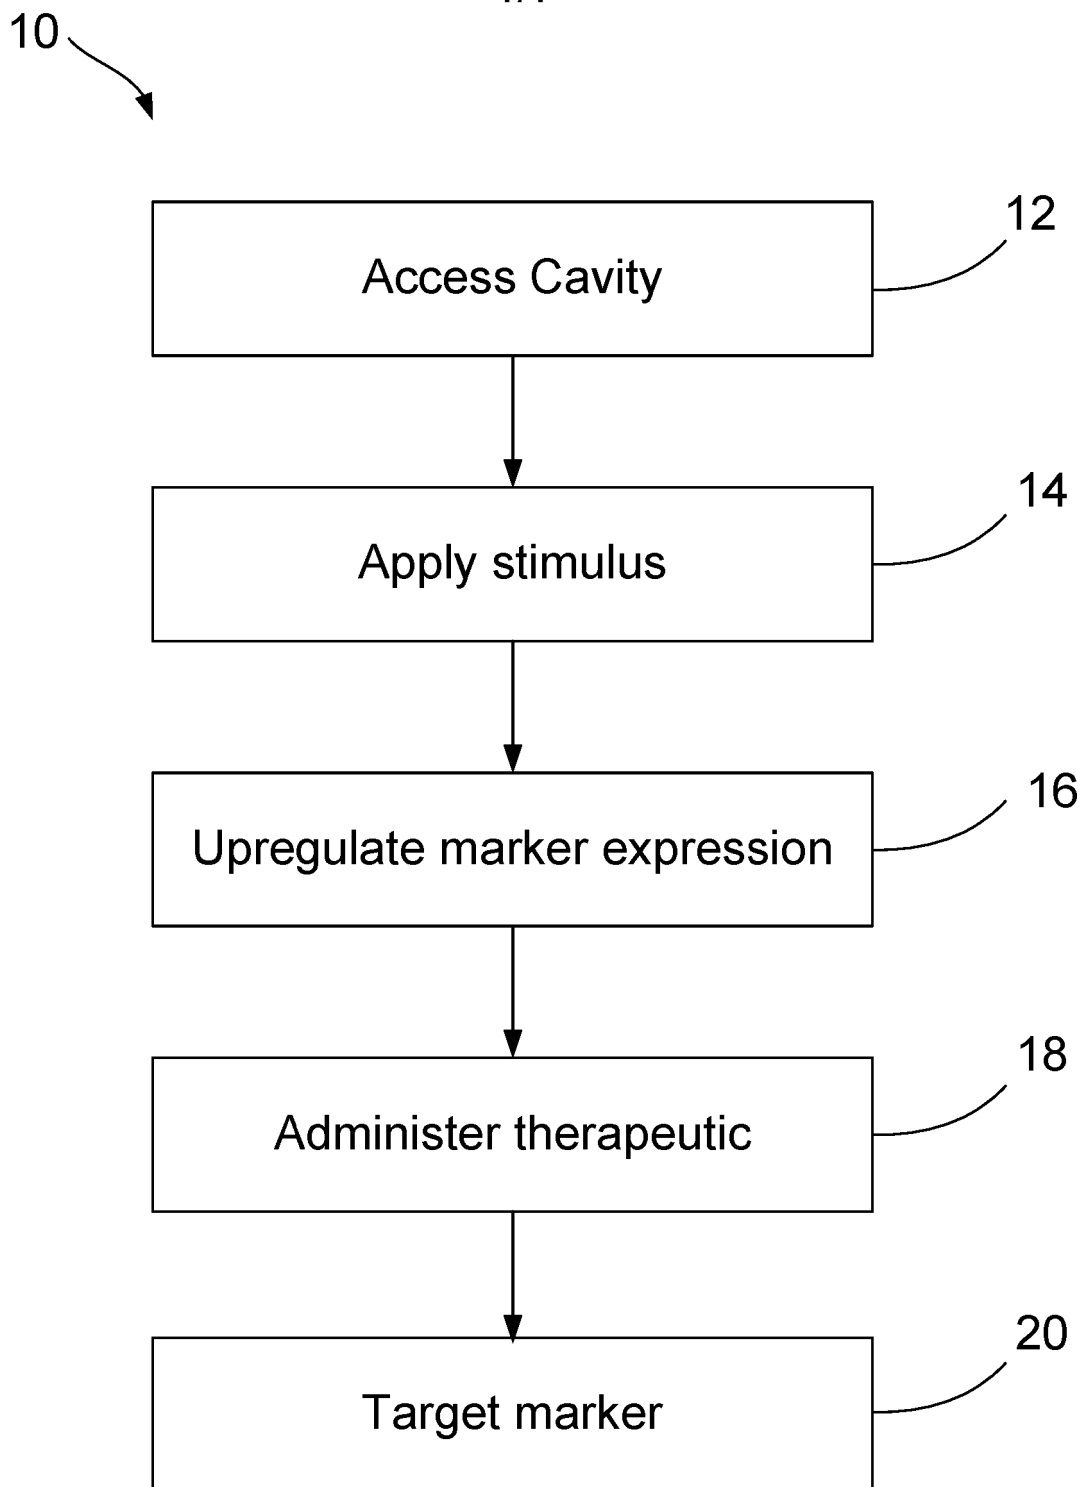 10
Access Cavity
12
Apply stimulus
14
Upregulate marker expression
16
Administer therapeutic
18
Target marker
20